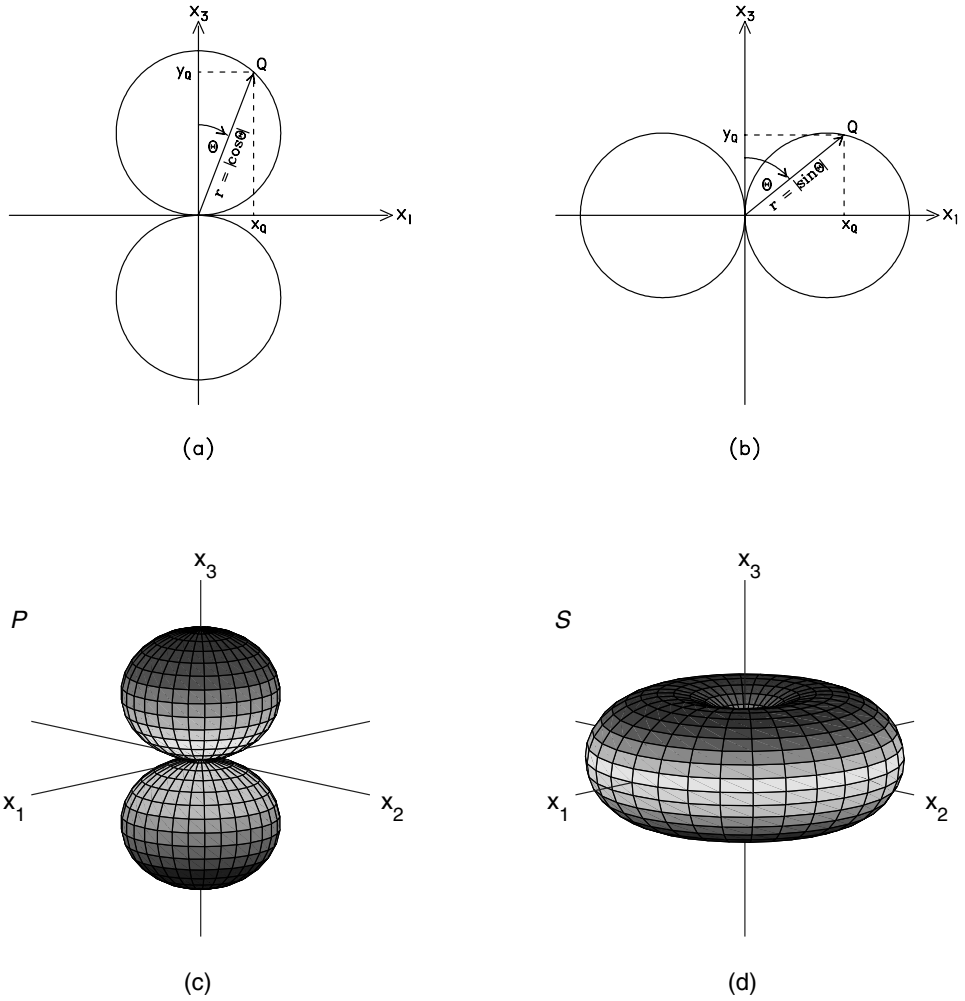 x3
Q
yQ
Θ
r = |cosΘ|
xQ
x1
(a)
x3
Q
yQ
Θ
r = |sinΘ|
xQ
x1
(b)
x3
P
x1
x2
(c)
x3
S
x1
x2
(d)